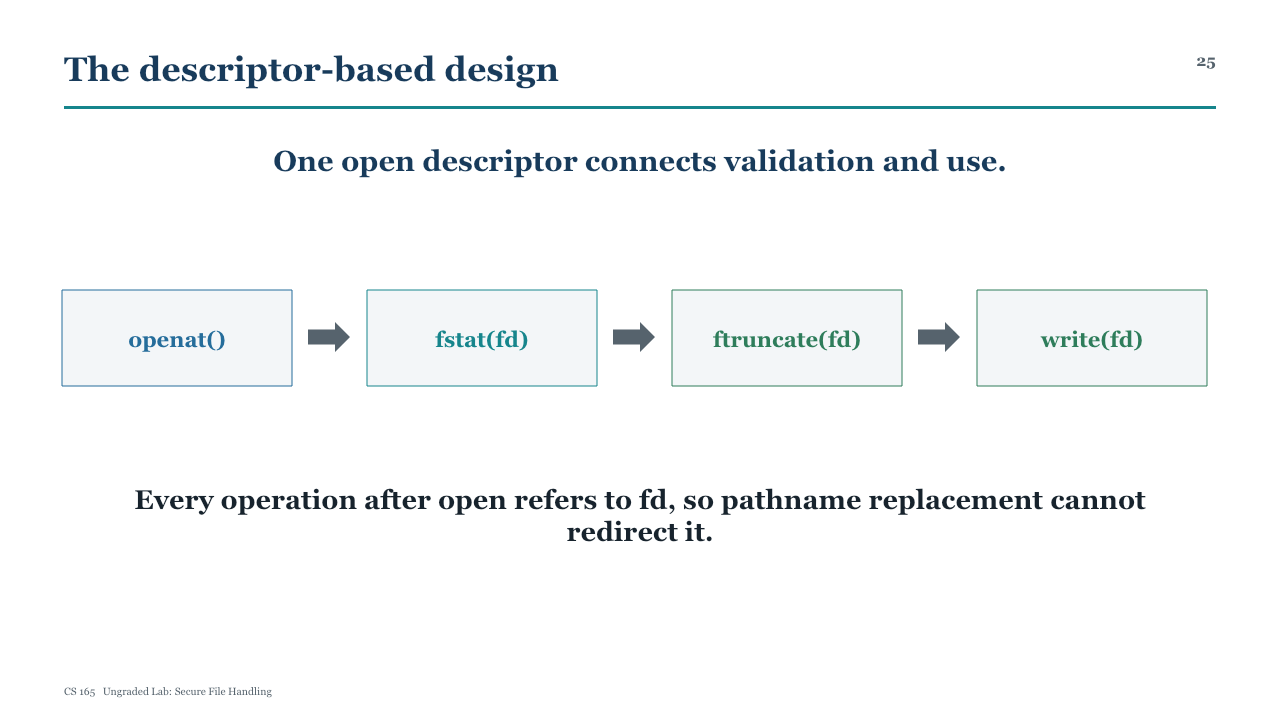 The descriptor-based design
25
One open descriptor connects validation and use.
openat()
fstat(fd)
ftruncate(fd)
write(fd)
Every operation after open refers to fd, so pathname replacement cannot
redirect it.
CS 165 Ungraded Lab: Secure File Handling